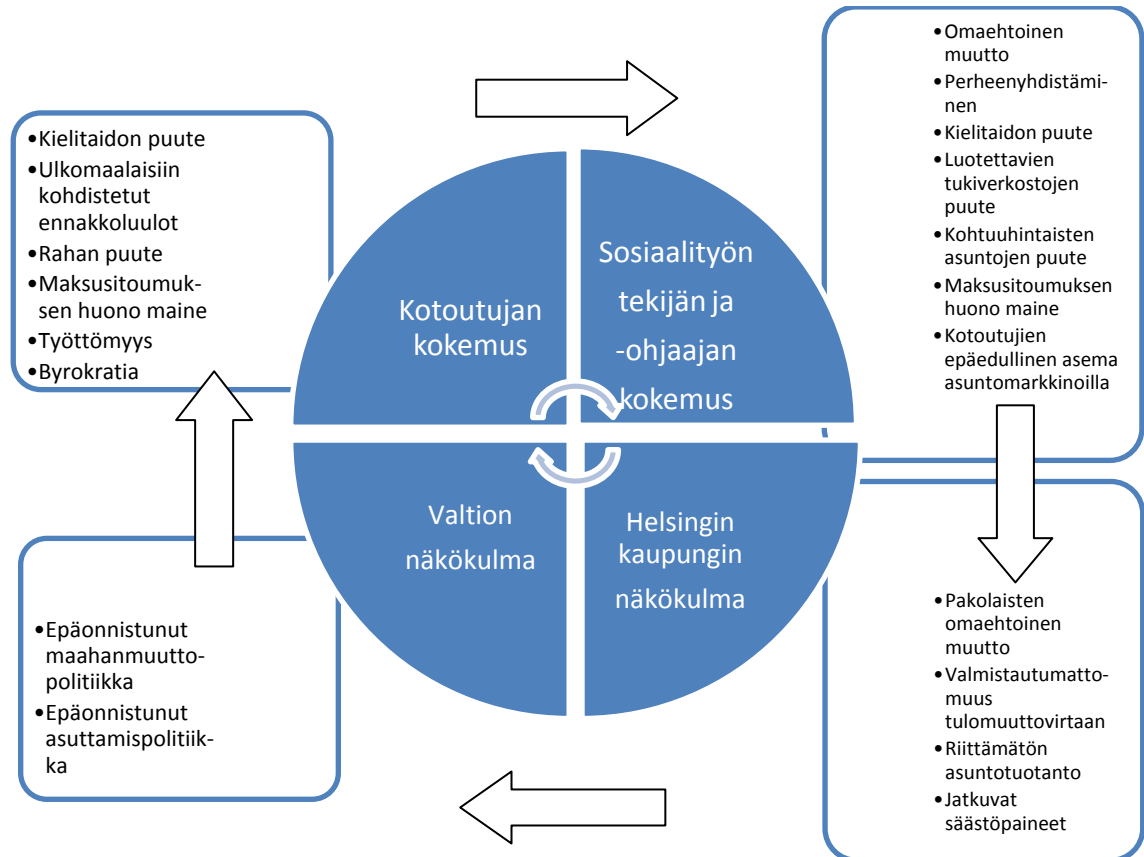 •Kielitaidon puute
•Ulkomaalaisiin
kohdistetut
ennakkoluulot
•Rahan puute
•Maksusitoumuk-
sen huono maine
•Työttömyys
•Byrokratia
Kotoutujan
kokemus
Sosiaalityön
tekijän ja
-ohjaajan
kokemus
•Omaehtoinen
muutto
•Perheenyhdistämi-
nen
•Kielitaidon puute
•Luotettavien
tukiverkostojen
puute
•Kohtuuhintaisten
asuntojen puute
•Maksusitoumuksen
huono maine
•Kotoutujien
epäedullinen asema
asuntomarkkinoilla
•Epäonnistunut
maahanmuutto-
politiikka
•Epäonnistunut
asuttamispolitiik-
ka
Valtion
näkökulma
Helsingin
kaupungin
näkökulma
•Pakolaisten
omaehtoinen
muutto
•Valmistautumatto-
muus
tulomuuttovirtaan
•Riittämätön
asuntotuotanto
•Jatkuvat
säästöpaineet